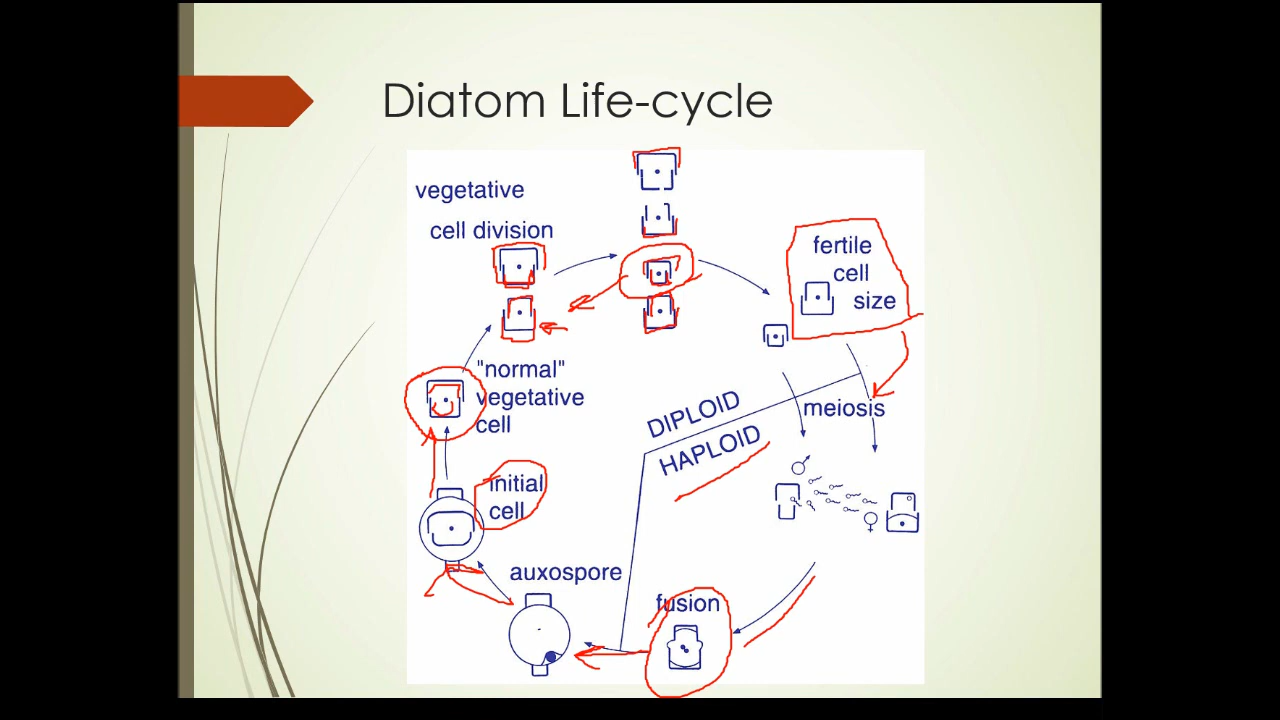 Diatom Life-cycle
vegetative
cell division
fertile
cell
size
"normal"
vegetative
cell
DIPLOID
HAPLOID
meiosis
♂
♀
initial
cell
auxospore
fusion